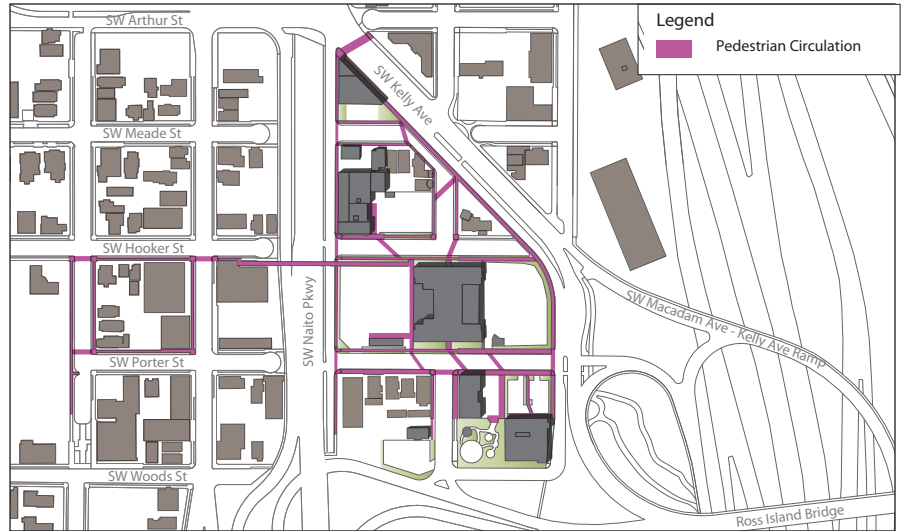 SW Arthur St
Legend
Pedestrian Circulation
SW Kelly Ave
SW Meade St
SW Hooker St
SW Naito Pkwy
SW Macadam Ave - Kelly Ave Ramp
SW Porter St
SW Woods St
Ross Island Bridge